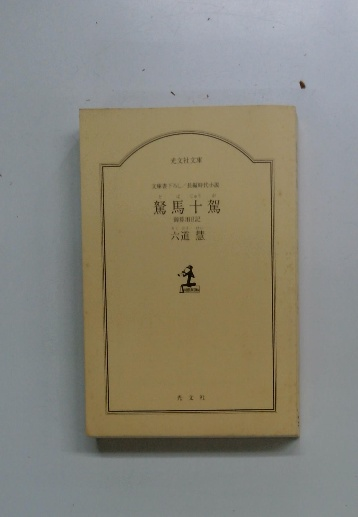 光文社文庫
文庫書下ろし／長編時代小説
駑馬十駕
六道 慧
光文社